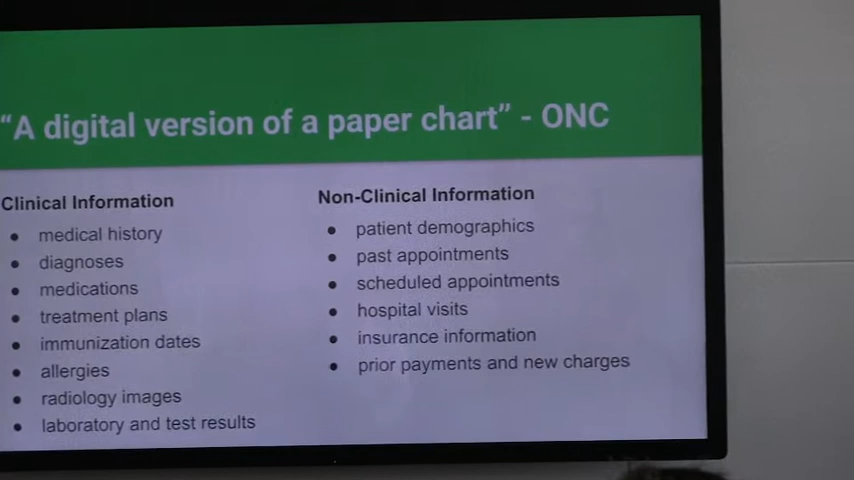 “A digital version of a paper chart” - ONC
Clinical Information
● medical history
● diagnoses
● medications
● treatment plans
● immunization dates
● allergies
● radiology images
● laboratory and test results
Non-Clinical Information
● patient demographics
● past appointments
● scheduled appointments
● hospital visits
● insurance information
● prior payments and new charges